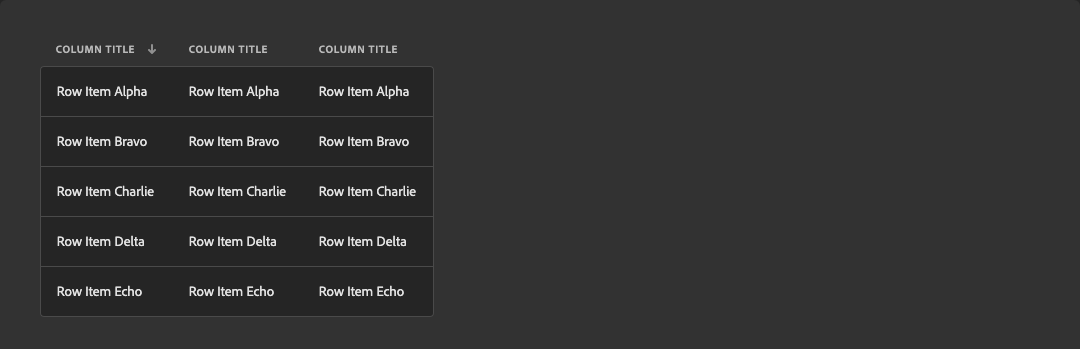 COLUMN TITLE COLUMN TITLE COLUMN TITLE
Row Item Alpha Row Item Alpha Row Item Alpha
Row Item Bravo Row Item Bravo Row Item Bravo
Row Item Charlie Row Item Charlie Row Item Charlie
Row Item Delta Row Item Delta Row Item Delta
Row Item Echo Row Item Echo Row Item Echo